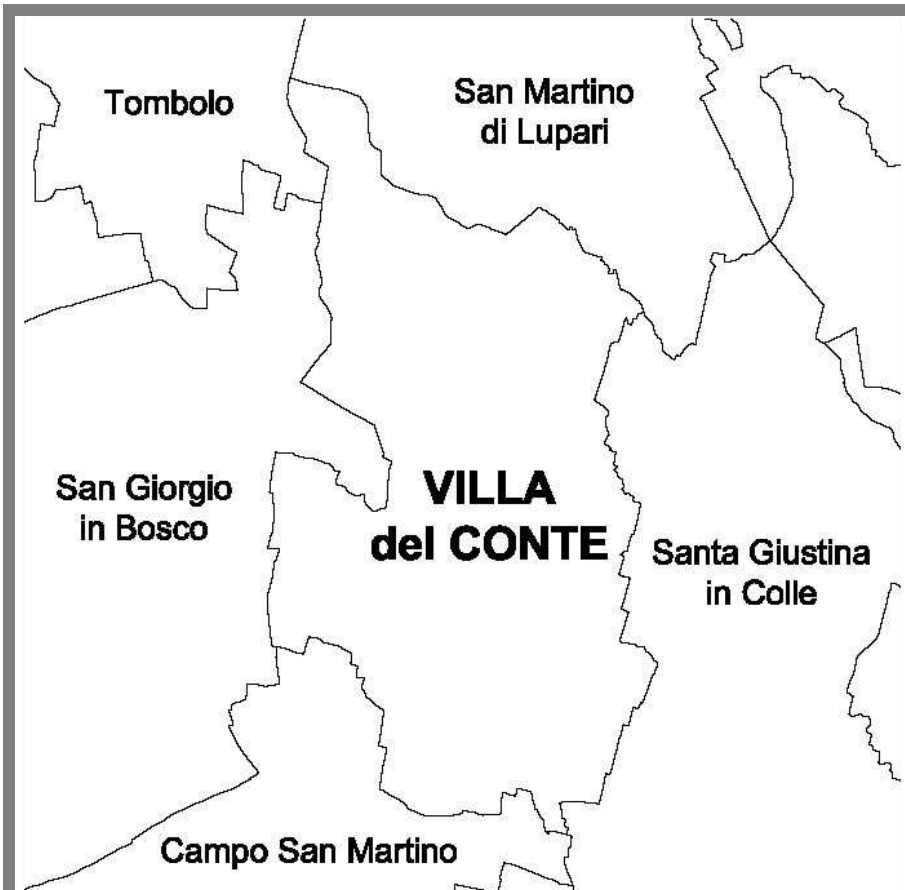 Tombolo
San Martino
di Lupari
San Giorgio
in Bosco
VILLA
del CONTE
Santa Giustina
in Colle
Campo San Martino